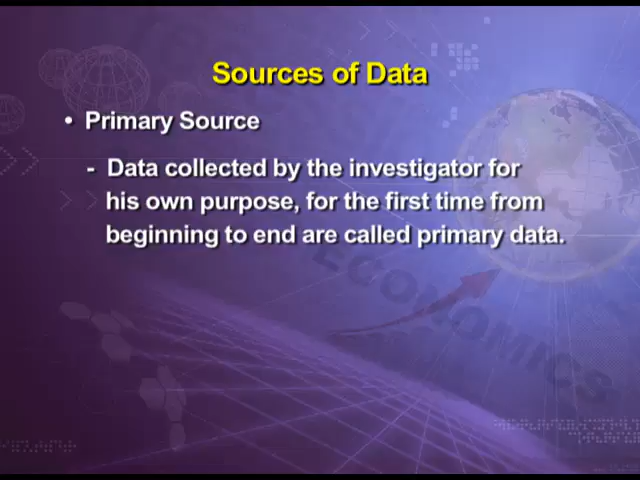 Sources of Data
• Primary Source
- Data collected by the investigator for
his own purpose, for the first time from
beginning to end are called primary data.
ECONOMICS